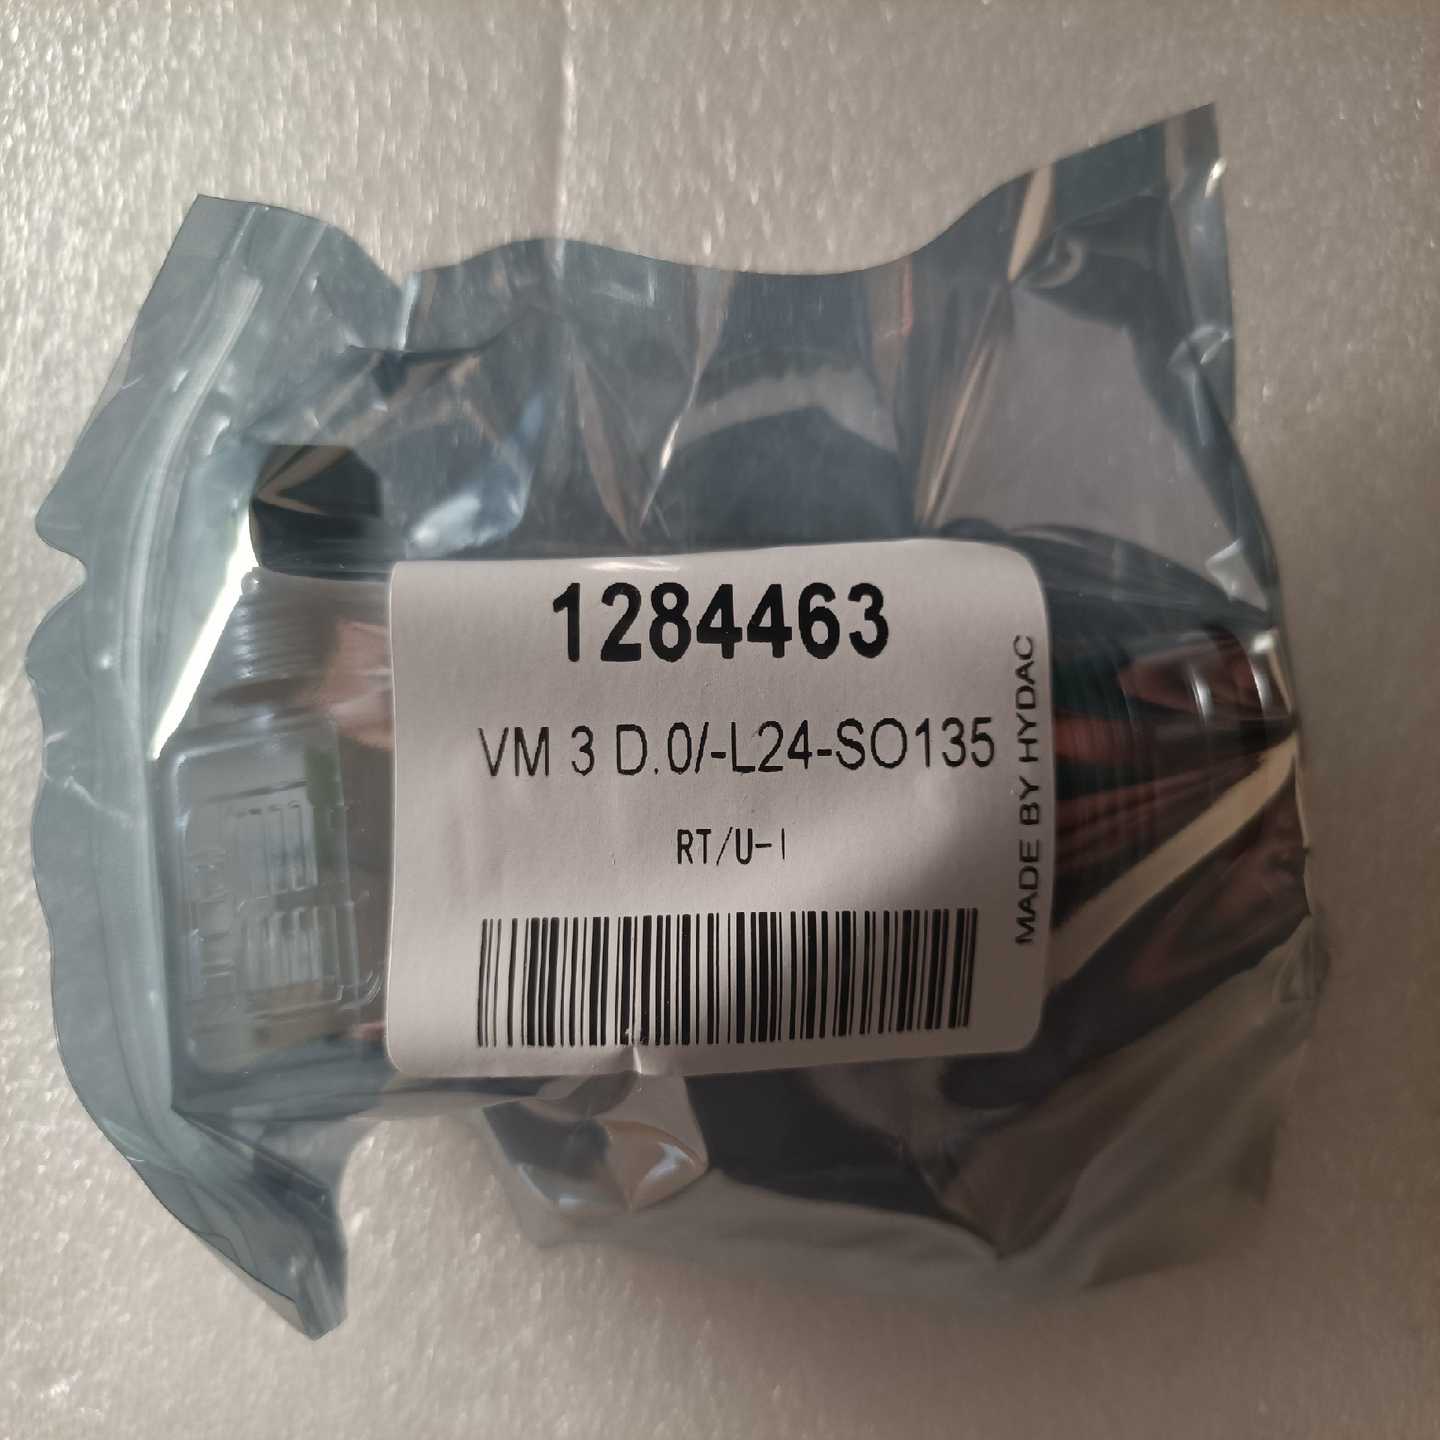 1284463
VM 3 D.0/-L24-SO135
RT/U-I
MADE BY HYDAC